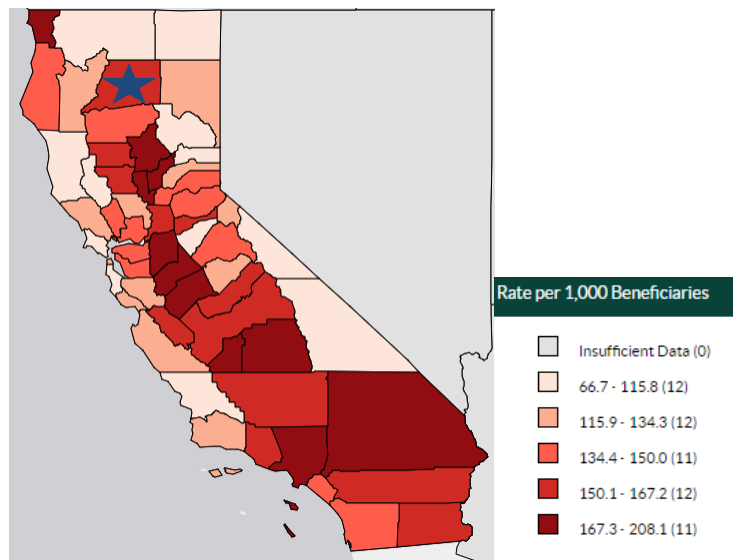 Rate per 1,000 Beneficiaries
Insufficient Data (0)
66.7 - 115.8 (12)
115.9 - 134.3 (12)
134.4 - 150.0 (11)
150.1 - 167.2 (12)
167.3 - 208.1 (11)